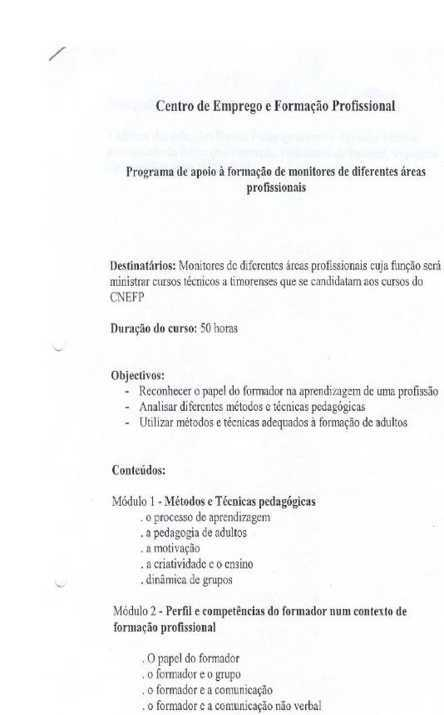 Centro de Emprego e Formação Profissional
Programa de apoio à formação de monitores de diferentes áreas
profissionais
Destinatários: Monitores de diferentes áreas profissionais cuja função será
ministrar cursos técnicos a timorenses que se candidatam aos cursos do
CNEFP
Duração do curso: 50 horas
Objectivos:
- Reconhecer o papel do formador na aprendizagem de uma profissão
- Analisar diferentes métodos e técnicas pedagógicas
- Utilizar métodos e técnicas adequados à formação de adultos
Conteúdos:
Módulo 1 - Métodos e Técnicas pedagógicas
. o processo de aprendizagem
. a pedagogia de adultos
. a motivação
. a criatividade e o ensino
. dinâmica de grupos
Módulo 2 - Perfil e competências do formador num contexto de
formação profissional
. O papel do formador
. o formador e o grupo
. o formador e a comunicação
. o formador e a comunicação não verbal